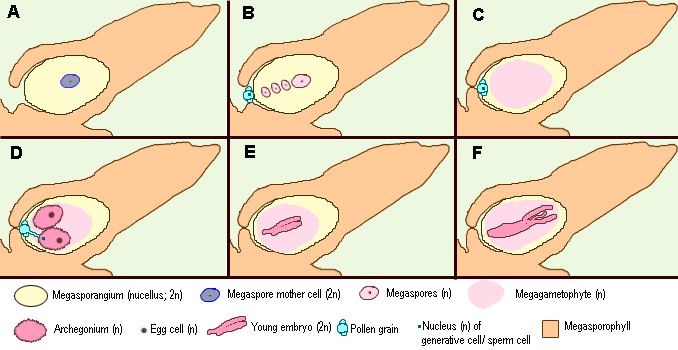 A
B
C
D
E
F
Megasporangium (nucellus; 2n)
Megaspore mother cell (2n)
Megaspores (n)
Megagametophyte (n)
Archegonium (n)
Egg cell (n)
Young embryo (2n)
Pollen grain
Nucleus (n) of
generative cell/ sperm cell
Megasporophyll